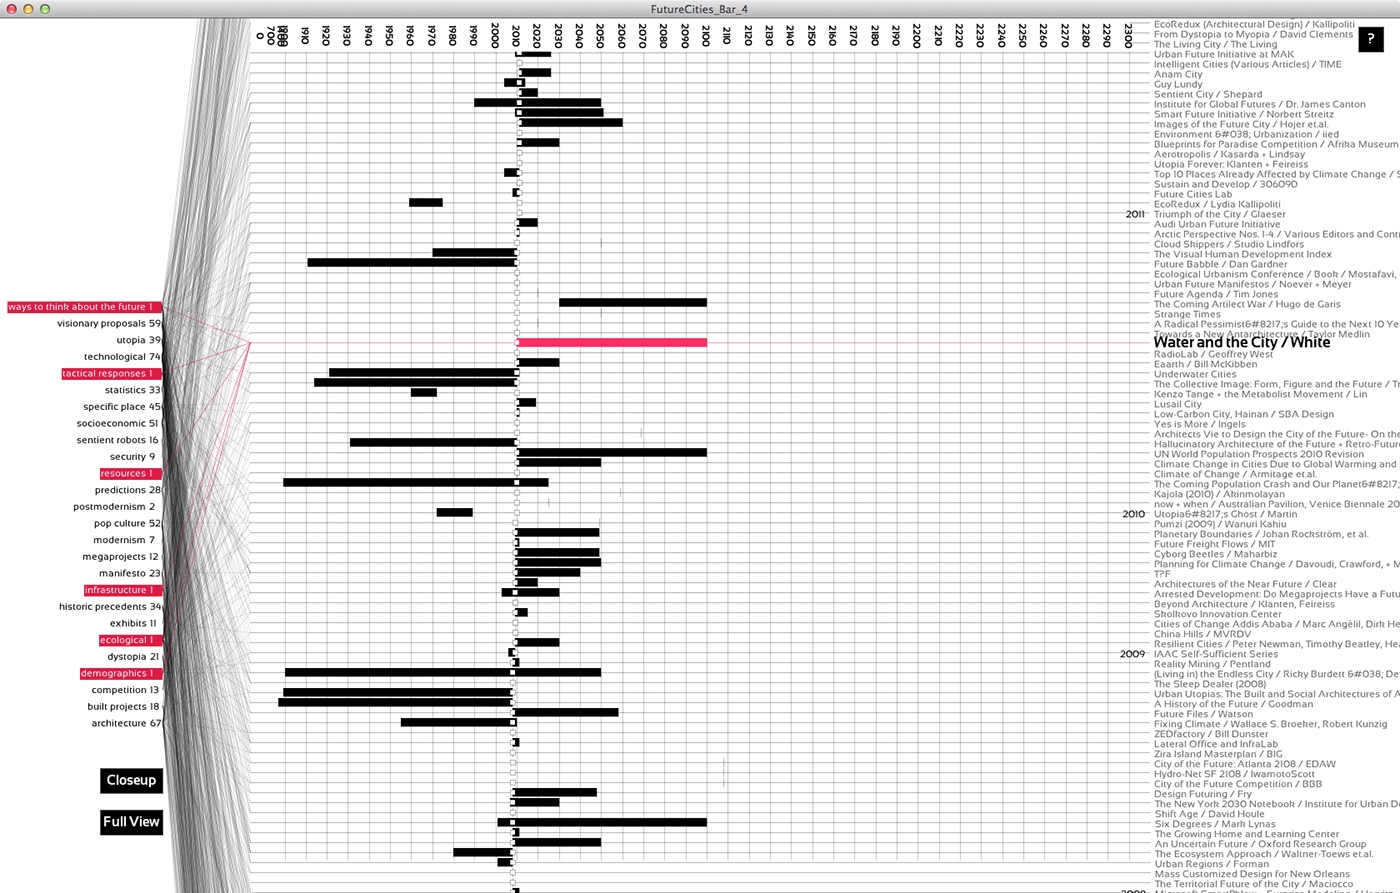 FutureCities_Bar_4
0
700
1910
1920
1930
1940
1950
1960
1970
1980
1990
2000
2010
2020
2030
2040
2050
2060
2070
2080
2090
2100
2110
2120
2130
2140
2150
2160
2170
2180
2190
2200
2210
2220
2230
2240
2250
2260
2270
2280
2290
2300
?
EcoRedux (Architectural Design) / Kallipoliti
From Dystopia to Myopia / David Clements
The Living City / The Living
Urban Future Initiative at MAK
Intelligent Cities (Various Articles) / TIME
Anam City
Guy Lundy
Sentient City / Shepard
Institute for Global Futures / Dr. James Canton
Smart Future Initiative / Norbert Streitz
Images of the Future City / Hojer et.al.
Environment &#038; Urbanization / iied
Blueprints for Paradise Competition / Afrika Museum
Aerotropolis / Kasarda + Lindsay
Utopia Forever: Klanten + Feireiss
Top 10 Places Already Affected by Climate Change / S
Sustain and Develop / 306090
Future Cities Lab
EcoRedux / Lydia Kallipoliti
2011
Triumph of the City / Glaeser
Audi Urban Future Initiative
Arctic Perspective Nos. 1-4 / Various Editors and Contr
Cloud Skippers / Studio Lindfors
The Visual Human Development Index
Future Babble / Dan Gardner
Ecological Urbanism Conference / Book / Mostafavi,
Urban Future Manifestos / Noever + Meyer
Future Agenda / Tim Jones
The Coming Artilect War / Hugo de Garis
Strange Times
A Radical Pessimist&#8217;s Guide to the Next 10 Ye
Towards a New Antarchitecture / Taylor Medlin
Water and the City / White
RadioLab / Geoffrey West
Eaarth / Bill McKibben
Underwater Cities
The Collective Image: Form, Figure and the Future / Tr
Kenzo Tange + the Metabolist Movement / Lin
Lusail City
Low-Carbon City, Hainan / SBA Design
Yes is More / Ingels
Architects Vie to Design the City of the Future- On the
Hallucinatory Architecture of the Future + Retro-Future
UN World Population Prospects 2010 Revision
Climate Change in Cities Due to Global Warming and
Climate of Change / Armitage et.al.
The Coming Population Crash and Our Planet&#8217;
Kajola (2010) / Akinmolayan
now + when / Australian Pavilion, Venice Biennale 20
2010
Utopia&#8217;s Ghost / Martin
Pumzi (2009) / Wanuri Kahiu
Planetary Boundaries / Johan Rockström, et. al.
Future Freight Flows / MIT
Cyborg Beetles / Maharbiz
Planning for Climate Change / Davoudi, Crawford, + M
T?F
Architectures of the Near Future / Clear
Arrested Development: Do Megaprojects Have a Futu
Beyond Architecture / Klanten, Feireiss
Skolkovo Innovation Center
Cities of Change Addis Ababa / Marc Angélil, Dirk He
China Hills / MVRDV
Resilient Cities / Peter Newman, Timothy Beatley, Hea
2009
IAAC Self-Sufficient Series
Reality Mining / Pentland
(Living in) the Endless City / Ricky Burdett &#038; De
The Sleep Dealer (2008)
Urban Utopias: The Built and Social Architectures of A
A History of the Future / Goodman
Future Files / Watson
Fixing Climate / Wallace S. Broeker, Robert Kunzig
ZEDfactory / Bill Dunster
Lateral Office and InfraLab
Zira Island Masterplan / BIG
City of the Future: Atlanta 2108 / EDAW
Hydro-Net SF 2108 / IwamotoScott
City of the Future Competition / BBB
Design Futuring / Fry
The New York 2030 Notebook / Institute for Urban D
Shift Age / David Houle
Six Degrees / Mark Lynas
The Growing Home and Learning Center
An Uncertain Future / Oxford Research Group
The Ecosystem Approach / Waltner-Toews et.al.
Urban Regions / Forman
Mass Customized Design for New Orleans
The Territorial Future of the City / Maciocco
ways to think about the future 1
visionary proposals 59
utopia 39
technological 74
tactical responses 1
statistics 33
specific place 45
socioeconomic 51
sentient robots 16
security 9
resources 1
predictions 28
postmodernism 2
pop culture 52
modernism 7
megaprojects 12
manifesto 23
infrastructure 1
historic precedents 34
exhibits 11
ecological 1
dystopia 21
demographics 1
competition 13
built projects 18
architecture 67
Closeup
Full View